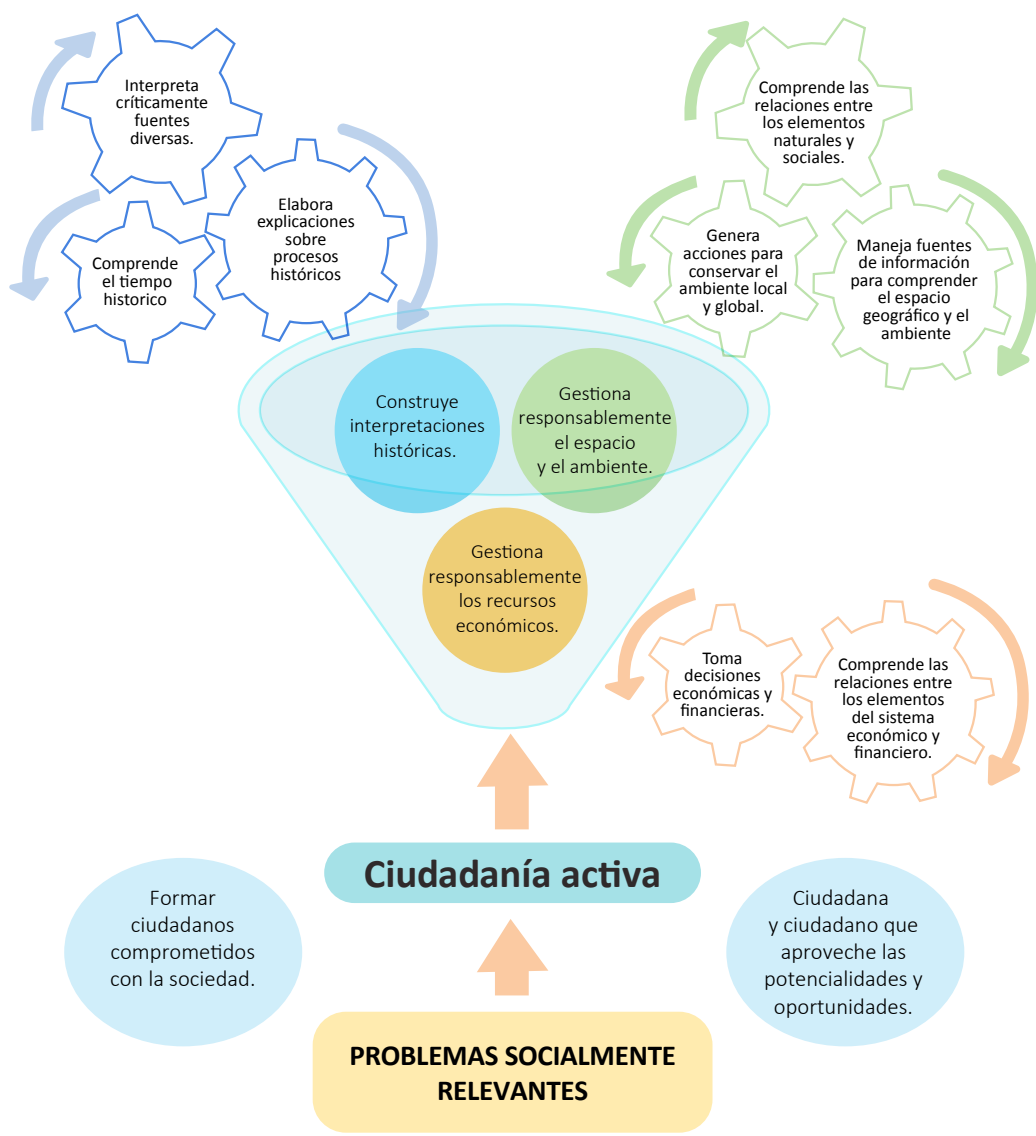 Interpreta
críticamente
fuentes
diversas.
Elabora
explicaciones
sobre
procesos
históricos
Comprende
el tiempo
historico
Comprende las
relaciones entre
los elementos
naturales y
sociales.
Genera
acciones para
conservar el
ambiente local
y global.
Maneja fuentes
de información
para comprender
el espacio
geográfico y el
ambiente
Construye
interpretaciones
históricas.
Gestiona
responsablemente
el espacio
y el ambiente.
Gestiona
responsablemente
los recursos
económicos.
Toma
decisiones
económicas y
financieras.
Comprende las
relaciones entre
los elementos
del sistema
económico y
financiero.
Ciudadanía activa
Formar
ciudadanos
comprometidos
con la sociedad.
Ciudadana
y ciudadano que
aproveche las
potencialidades y
oportunidades.
PROBLEMAS SOCIALMENTE
RELEVANTES